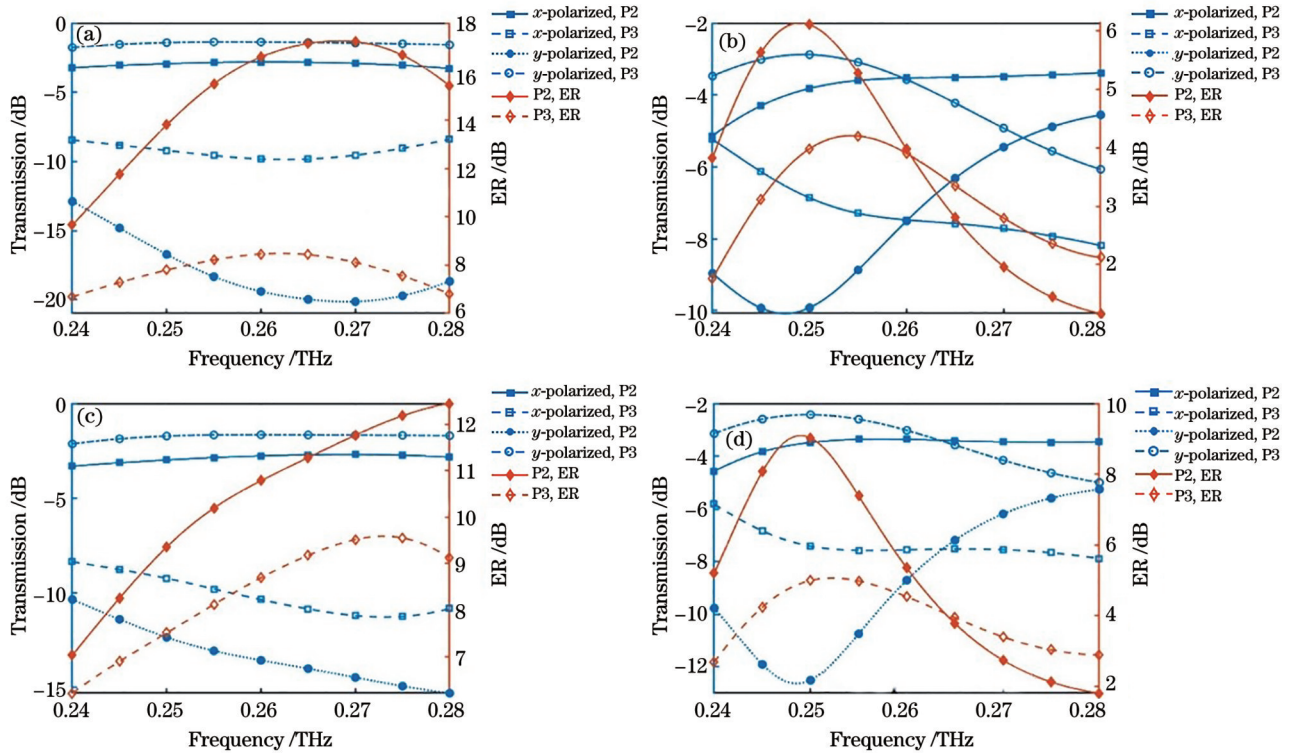 (a)
0
−5
−10
−15
−20
Transmission /dB
18
16
14
12
10
8
6
ER /dB
0.24
0.25
0.26
0.27
0.28
Frequency /THz
x-polarized, P2
x-polarized, P3
y-polarized, P2
y-polarized, P3
P2, ER
P3, ER
(b)
−2
−4
−6
−8
−10
Transmission /dB
6
5
4
3
2
ER /dB
0.24
0.25
0.26
0.27
0.28
Frequency /THz
x-polarized, P2
x-polarized, P3
y-polarized, P2
y-polarized, P3
P2, ER
P3, ER
(c)
0
−5
−10
−15
Transmission /dB
12
11
10
9
8
7
ER /dB
0.24
0.25
0.26
0.27
0.28
Frequency /THz
x-polarized, P2
x-polarized, P3
y-polarized, P2
y-polarized, P3
P2, ER
P3, ER
(d)
−2
−4
−6
−8
−10
−12
Transmission /dB
10
8
6
4
2
ER /dB
0.24
0.25
0.26
0.27
0.28
Frequency /THz
x-polarized, P2
x-polarized, P3
y-polarized, P2
y-polarized, P3
P2, ER
P3, ER